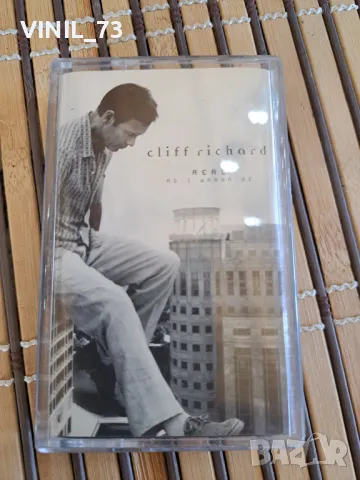 VINIL_73
cliff richard
REAL
AS I WANNA BE
BAZAR